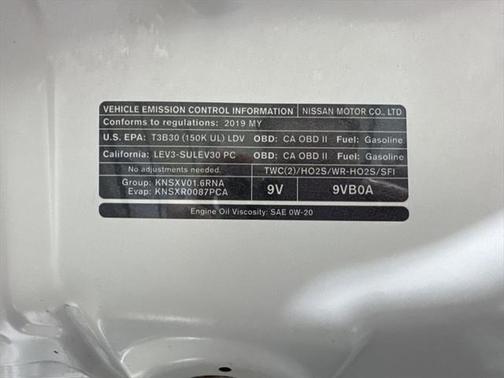 VEHICLE EMISSION CONTROL INFORMATION NISSAN MOTOR CO., LTD
Conforms to regulations: 2019 MY
U.S. EPA: T3B30 (150K UL) LDV OBD: CA OBD II Fuel: Gasoline
California: LEV3-SULEV30 PC OBD: CA OBD II Fuel: Gasoline
No adjustments needed. TWC(2)/HO2S/WR-HO2S/SFI
Group: KNSXV01.6RNA
Evap: KNSXR0087PCA
9V 9VB0A
Engine Oil Viscosity: SAE 0W-20